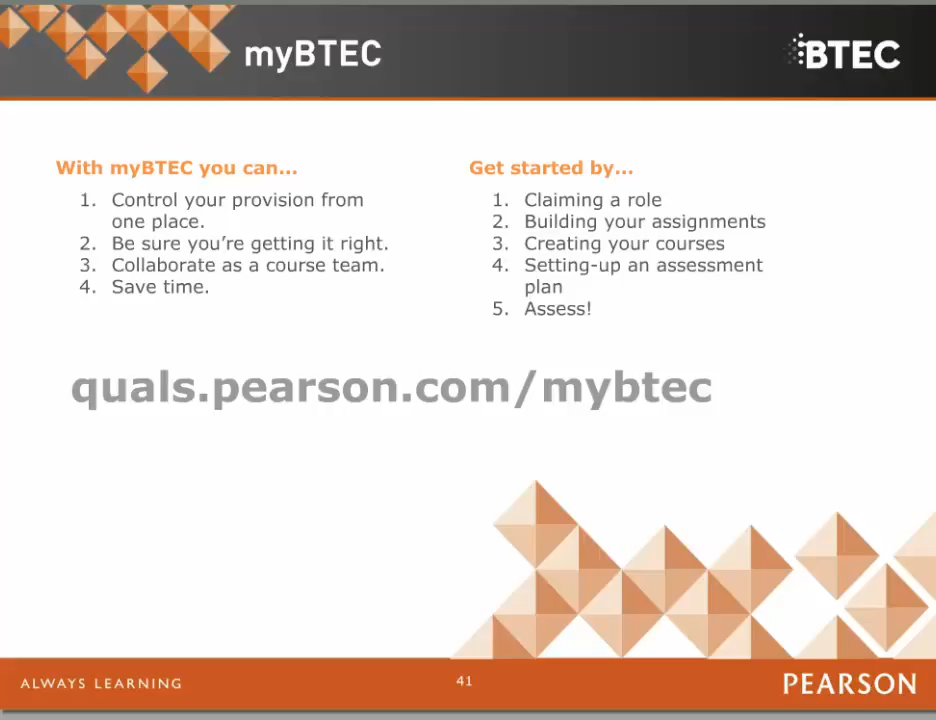 myBTEC
BTEC
With myBTEC you can...
1. Control your provision from
one place.
2. Be sure you’re getting it right.
3. Collaborate as a course team.
4. Save time.
Get started by...
1. Claiming a role
2. Building your assignments
3. Creating your courses
4. Setting-up an assessment
plan
5. Assess!
quals.pearson.com/mybtec
ALWAYS LEARNING
41
PEARSON